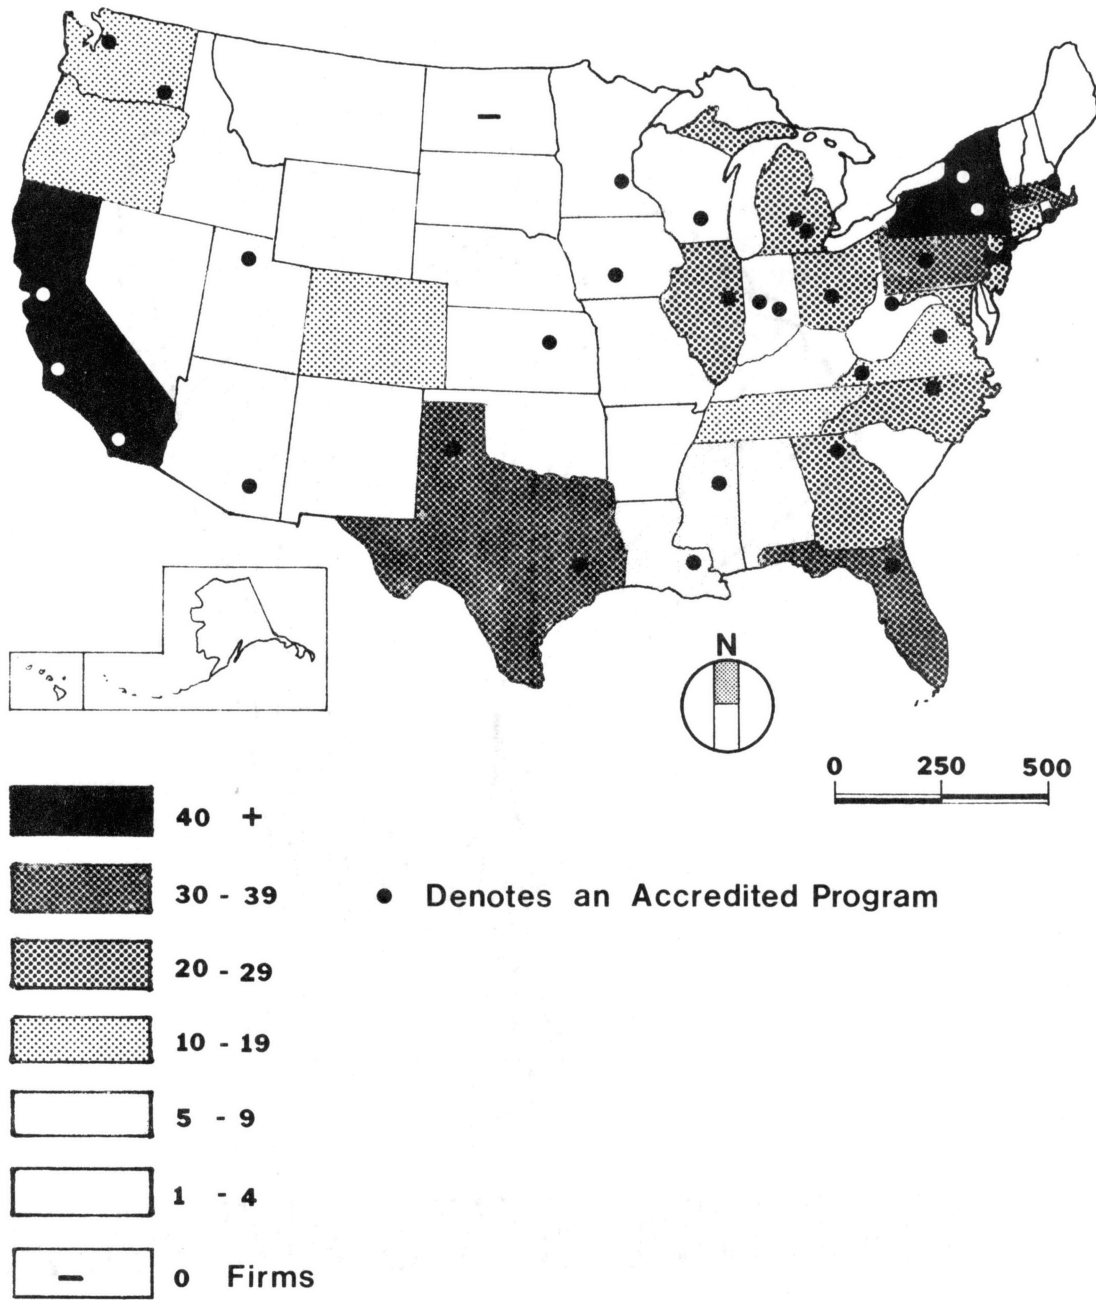 N
0 250 500
40 +
30 - 39
● Denotes an Accredited Program
20 - 29
10 - 19
5 - 9
1 - 4
0 Firms